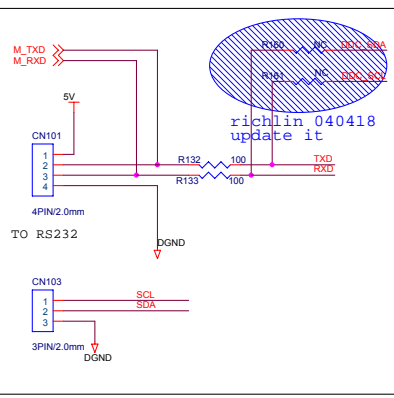 M_TXD
M_RXD
R160 NC DDC_SDA
R161 NC DDC_SCL
richlin 040418
update it
5V
CN101
1
2
3
4
R132 100 TXD
R133 100 RXD
4PIN/2.0mm
TO RS232
DGND
CN103
1
2
3
SCL
SDA
3PIN/2.0mm
DGND